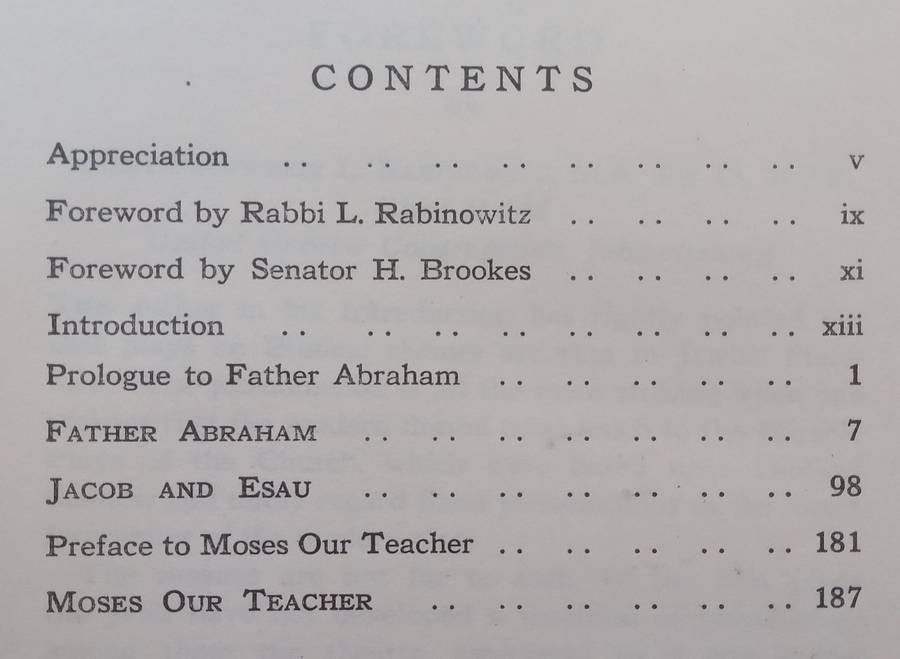 CONTENTS
Appreciation .. .. .. .. .. .. .. .. v
Foreword by Rabbi L. Rabinowitz .. .. .. .. ix
Foreword by Senator H. Brookes .. .. .. .. xi
Introduction .. .. .. .. .. .. .. .. xiii
Prologue to Father Abraham .. .. .. .. .. 1
FATHER ABRAHAM .. .. .. .. .. .. .. 7
JACOB AND ESAU .. .. .. .. .. .. .. 98
Preface to Moses Our Teacher .. .. .. .. .. 181
MOSES OUR TEACHER .. .. .. .. .. .. 187